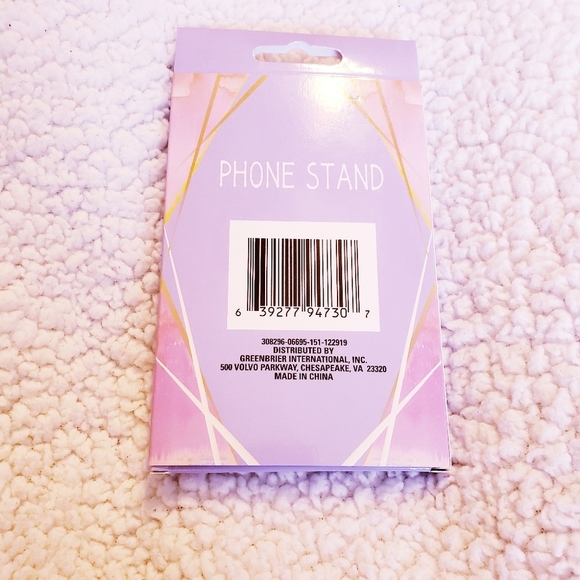 PHONE STAND
6 39277 94730 7
308296-06695-151-122919
DISTRIBUTED BY
GREENBRIER INTERNATIONAL, INC.
500 VOLVO PARKWAY, CHESAPEAKE, VA 23320
MADE IN CHINA